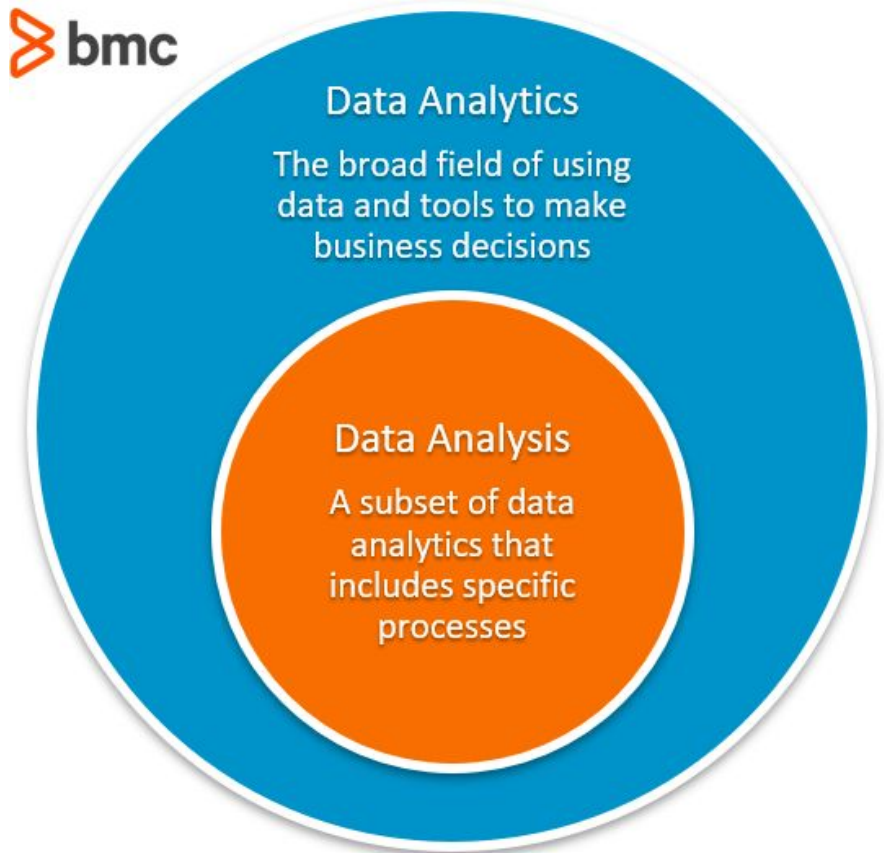 bmc
Data Analytics
The broad field of using
data and tools to make
business decisions
Data Analysis
A subset of data
analytics that
includes specific
processes